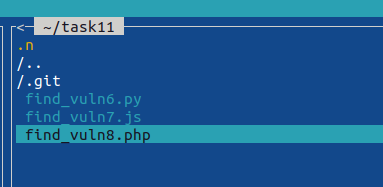 <─ ~/task11
.n
/..
/.git
find_vuln6.py
find_vuln7.js
find_vuln8.php